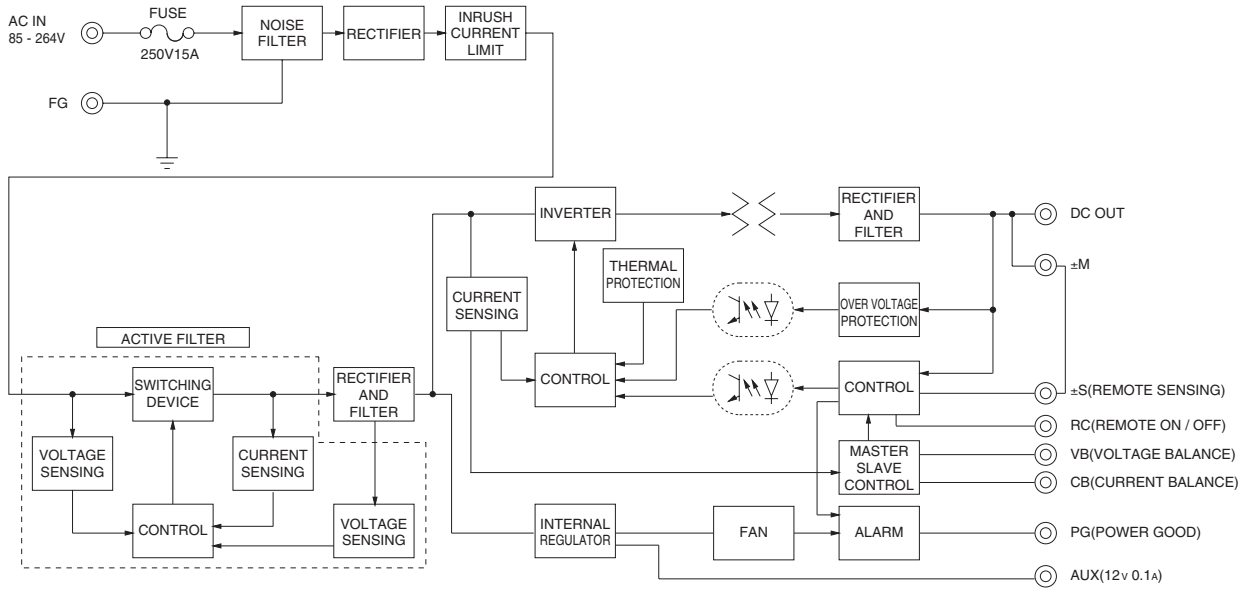 AC IN
85 - 264V
FUSE
250V15A
NOISE
FILTER
RECTIFIER
INRUSH
CURRENT
LIMIT
FG
INVERTER
RECTIFIER
AND
FILTER
DC OUT
±M
THERMAL
PROTECTION
CURRENT
SENSING
OVER VOLTAGE
PROTECTION
ACTIVE FILTER
SWITCHING
DEVICE
RECTIFIER
AND
FILTER
CONTROL
CONTROL
±S(REMOTE SENSING)
RC(REMOTE ON / OFF)
VOLTAGE
SENSING
CURRENT
SENSING
MASTER
SLAVE
CONTROL
VB(VOLTAGE BALANCE)
CB(CURRENT BALANCE)
CONTROL
VOLTAGE
SENSING
INTERNAL
REGULATOR
FAN
ALARM
PG(POWER GOOD)
AUX(12V 0.1A)